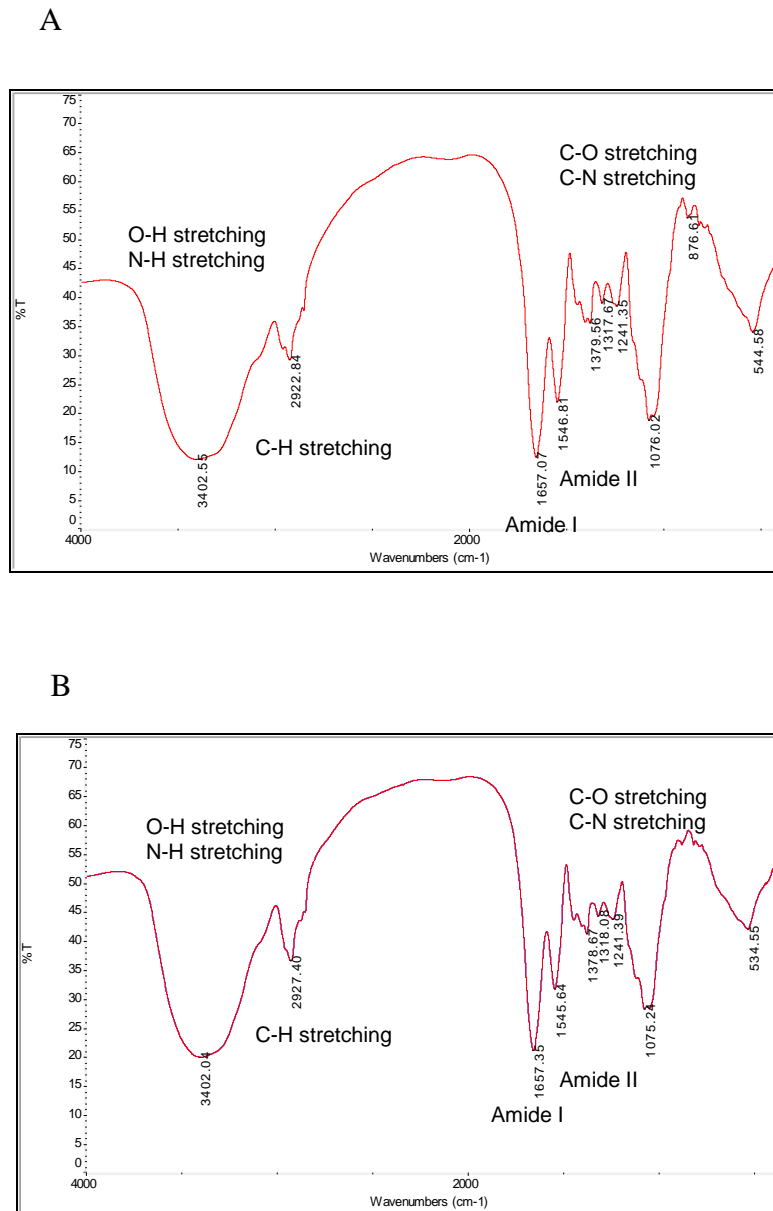 A
75
70
65
60
55
50
45
40
35
30
25
20
15
10
5
0
%T
O-H stretching
N-H stretching
C-O stretching
C-N stretching
C-H stretching
Amide II
Amide I
3402.55
2922.84
1657.07
1546.81
1379.56
1317.67
1241.35
1076.02
876.61
544.58
4000
2000
Wavenumbers (cm-1)
B
75
70
65
60
55
50
45
40
35
30
25
20
15
10
5
0
%T
O-H stretching
N-H stretching
C-O stretching
C-N stretching
C-H stretching
Amide II
Amide I
3402.04
2927.40
1657.35
1545.64
1378.67
1318.08
1241.39
1075.24
534.55
4000
2000
Wavenumbers (cm-1)